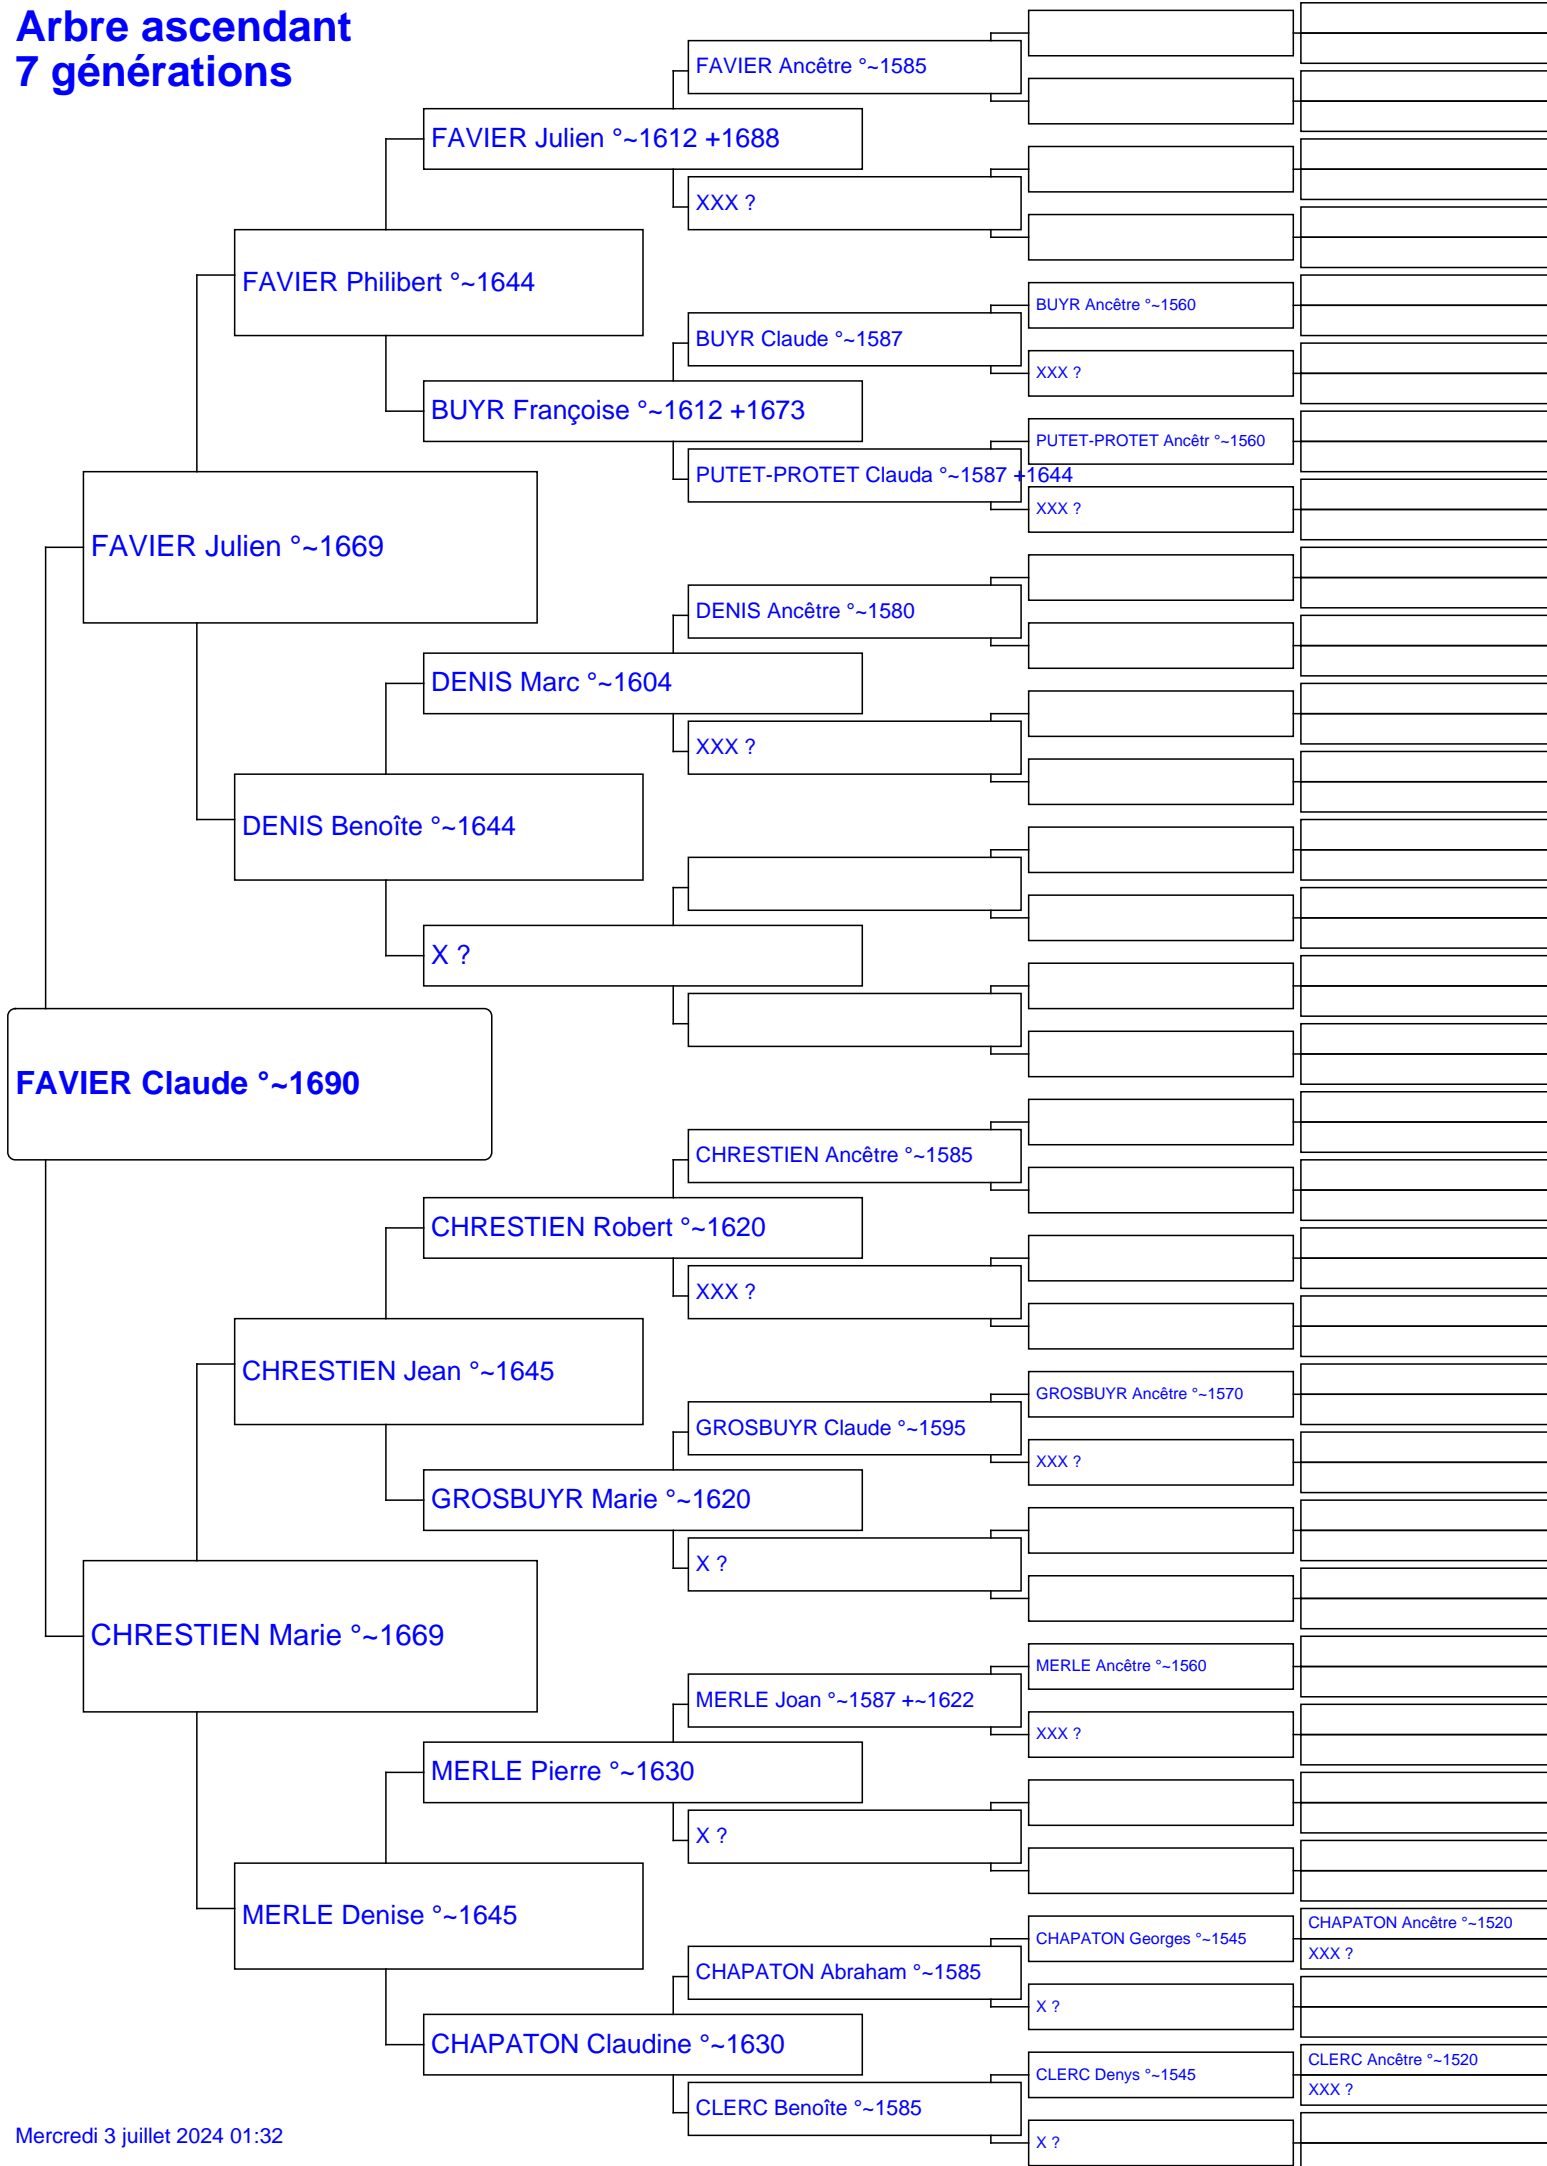 Arbre ascendant
7 générations
FAVIER Ancêtre °~1585
FAVIER Julien °~1612 +1688
XXX ?
FAVIER Philibert °~1644
BUYR Ancêtre °~1560
BUYR Claude °~1587
XXX ?
BUYR Françoise °~1612 +1673
PUTET-PROTET Ancêtr °~1560
PUTET-PROTET Clauda °~1587 +1644
XXX ?
FAVIER Julien °~1669
DENIS Ancêtre °~1580
DENIS Marc °~1604
XXX ?
DENIS Benoîte °~1644
X ?
FAVIER Claude °~1690
CHRESTIEN Ancêtre °~1585
CHRESTIEN Robert °~1620
XXX ?
CHRESTIEN Jean °~1645
GROSBUYR Ancêtre °~1570
GROSBUYR Claude °~1595
XXX ?
GROSBUYR Marie °~1620
X ?
CHRESTIEN Marie °~1669
MERLE Ancêtre °~1560
MERLE Joan °~1587 +~1622
XXX ?
MERLE Pierre °~1630
X ?
MERLE Denise °~1645
CHAPATON Ancêtre °~1520
CHAPATON Georges °~1545
XXX ?
CHAPATON Abraham °~1585
X ?
CHAPATON Claudine °~1630
CLERC Ancêtre °~1520
CLERC Denys °~1545
XXX ?
CLERC Benoîte °~1585
X ?
Mercredi 3 juillet 2024 01:32